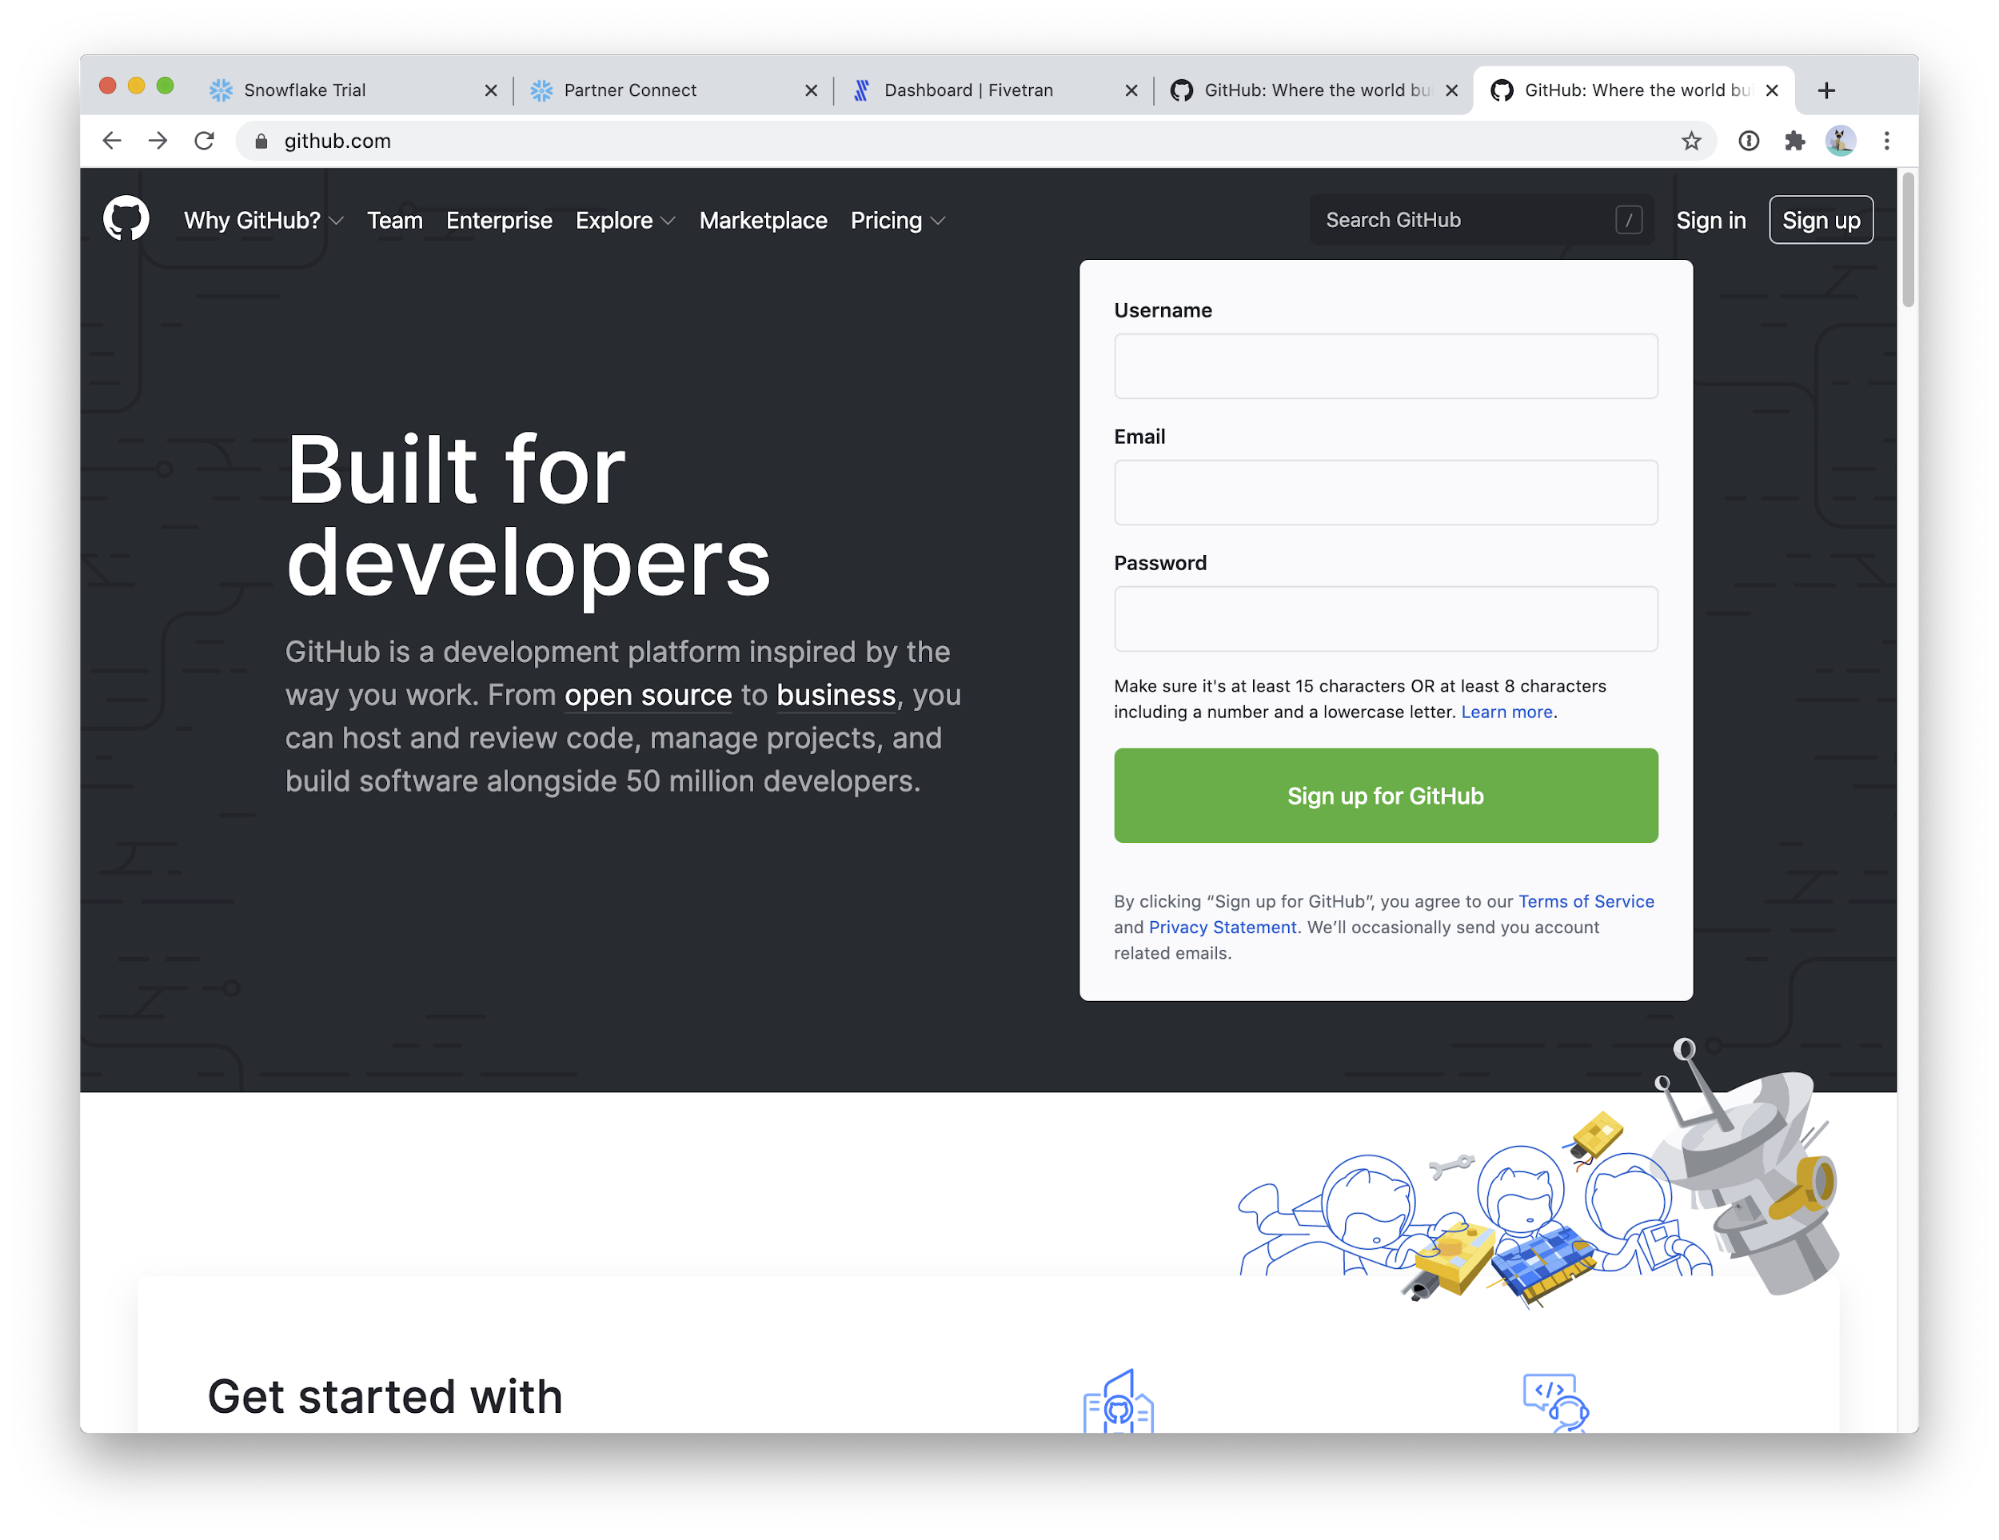 Snowflake Trial
Partner Connect
Dashboard | Fivetran
GitHub: Where the world bui
GitHub: Where the world bui
github.com
Why GitHub?
Team
Enterprise
Explore
Marketplace
Pricing
Search GitHub
/
Sign in
Sign up
Built for
developers
GitHub is a development platform inspired by the
way you work. From open source to business, you
can host and review code, manage projects, and
build software alongside 50 million developers.
Username
Email
Password
Make sure it's at least 15 characters OR at least 8 characters
including a number and a lowercase letter. Learn more.
Sign up for GitHub
By clicking “Sign up for GitHub”, you agree to our Terms of Service
and Privacy Statement. We’ll occasionally send you account
related emails.
Get started with